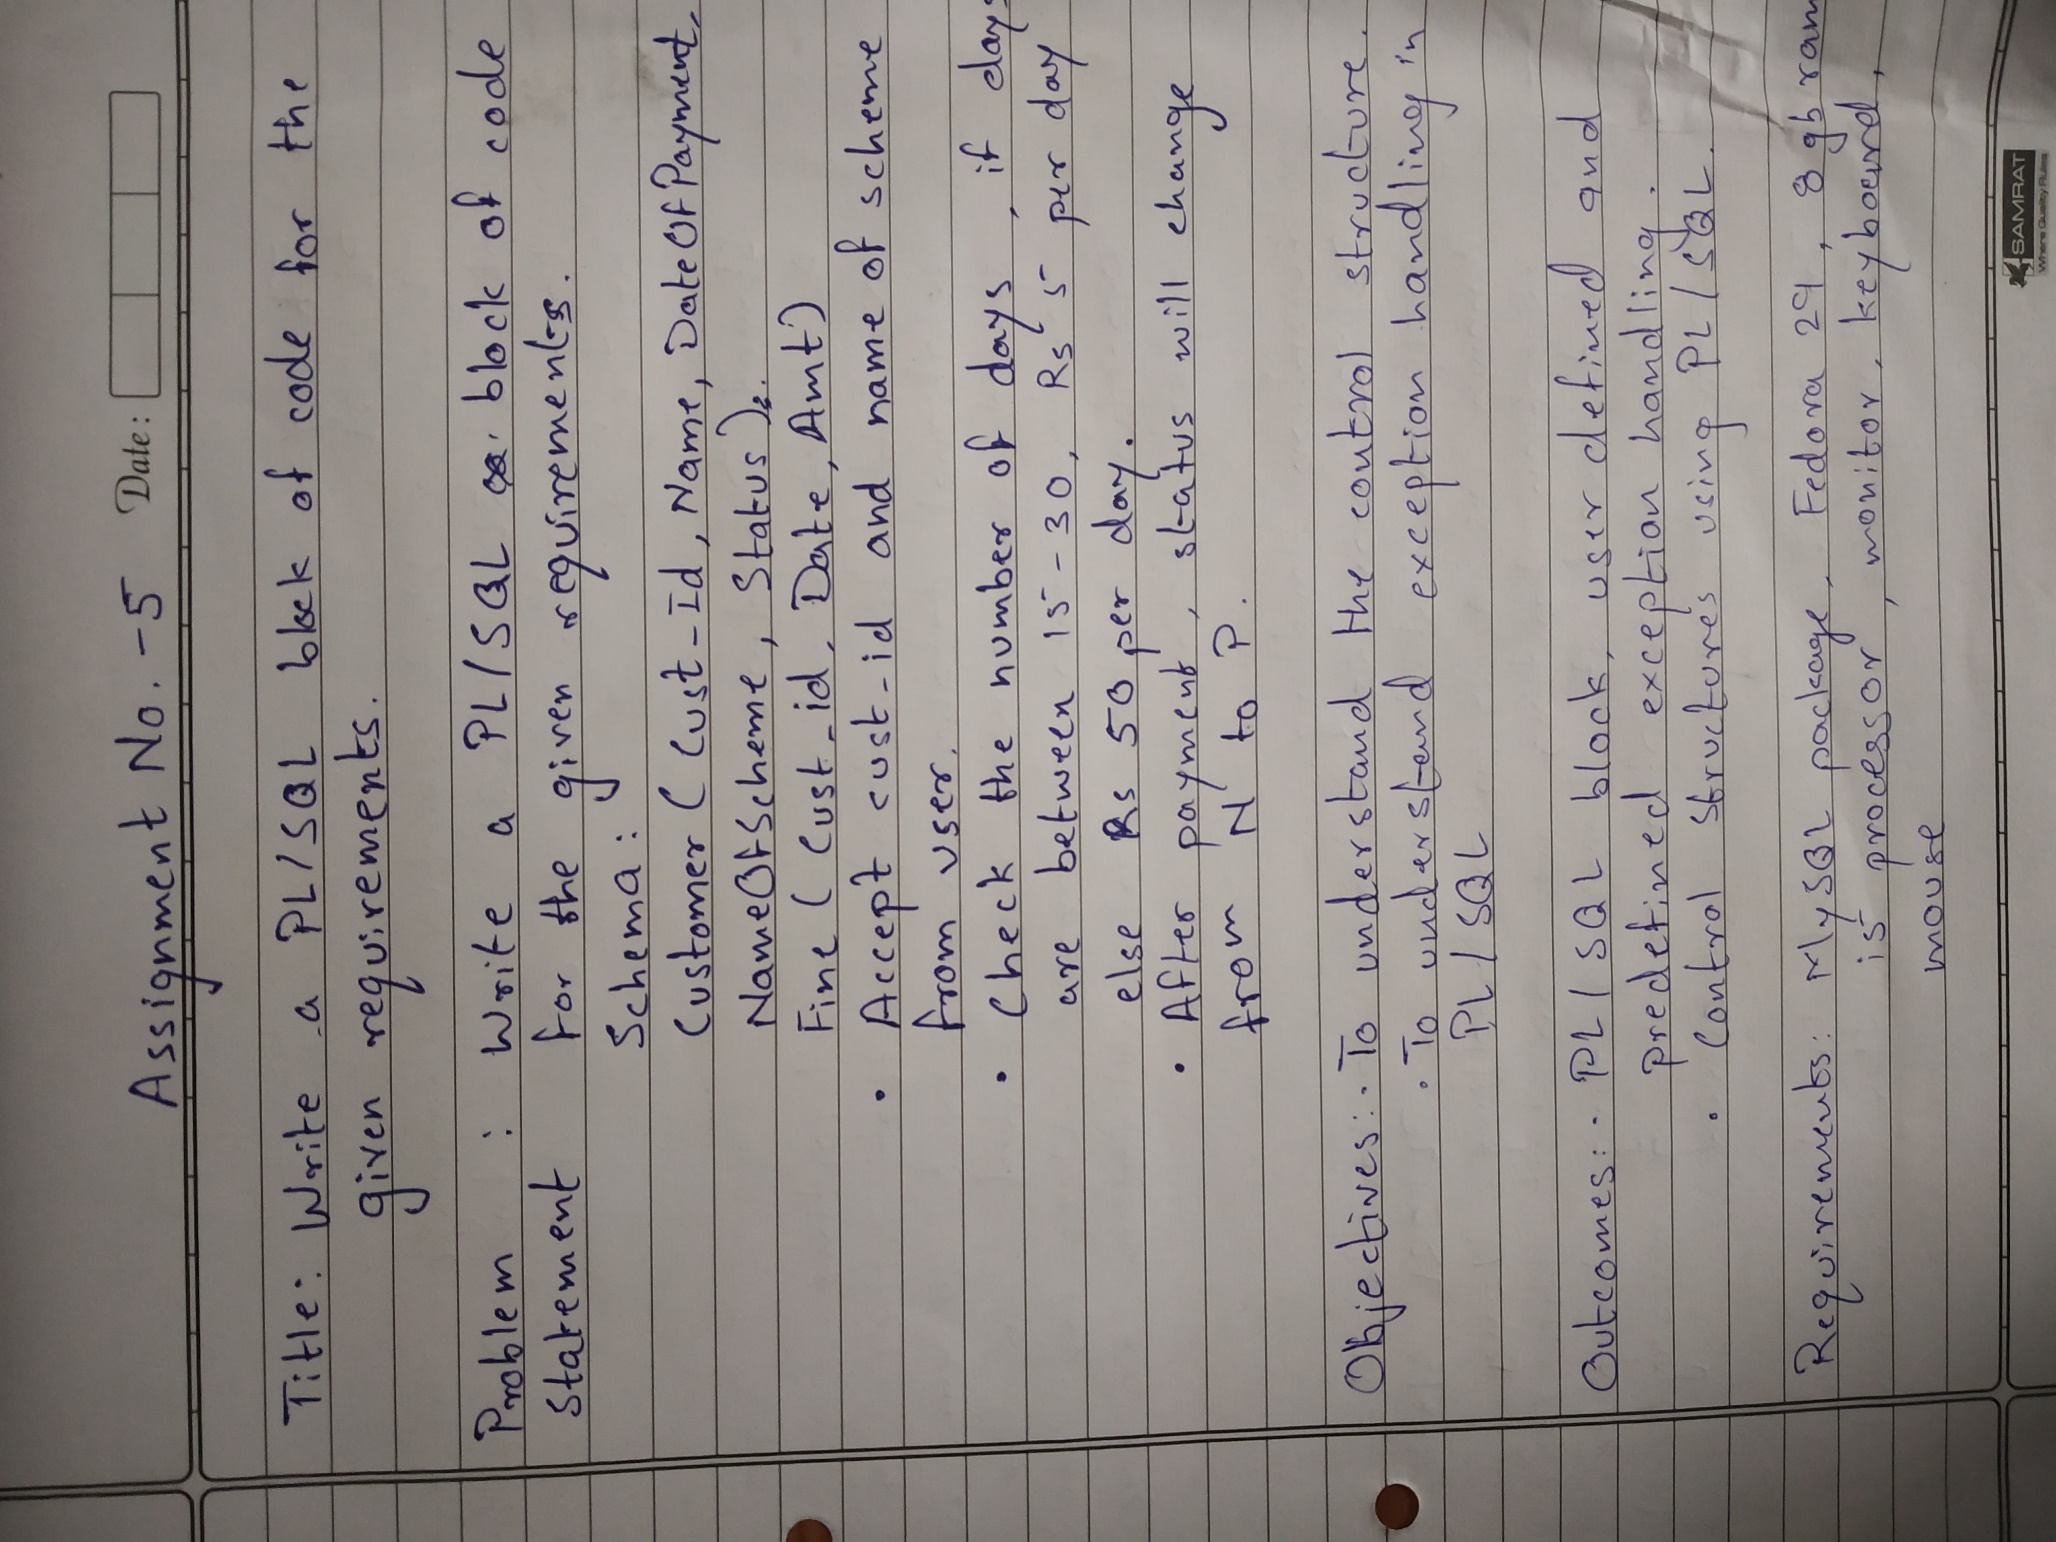 Assignment No. - 5 Date:
Title: Write a PL/SQL block of code for the
given requirements.
Problem : Write a PL/SQL block of code
Statement for the given requirements.
Schema:
Customer (Cust-Id, Name, DateOfPayment,
NameOfScheme, Status).
Fine (Cust_id, Date, Amt)
• Accept cust-id and name of scheme
from user.
• Check the number of days, if days
are between 15-30, Rs 5 per day
else Rs 50 per day.
• After payment, status will change
from N to P.
Objectives: · To understand the control structure.
· To understand exception handling in
PL/SQL
Outcomes: · PL/SQL block, user defined and
predefined exception handling.
· Control structures using PL/SQL.
Requirements: MySQL package, Fedora 29, 8 gb ram
i5 processor, monitor, keyboard,
mouse
SAMRAT